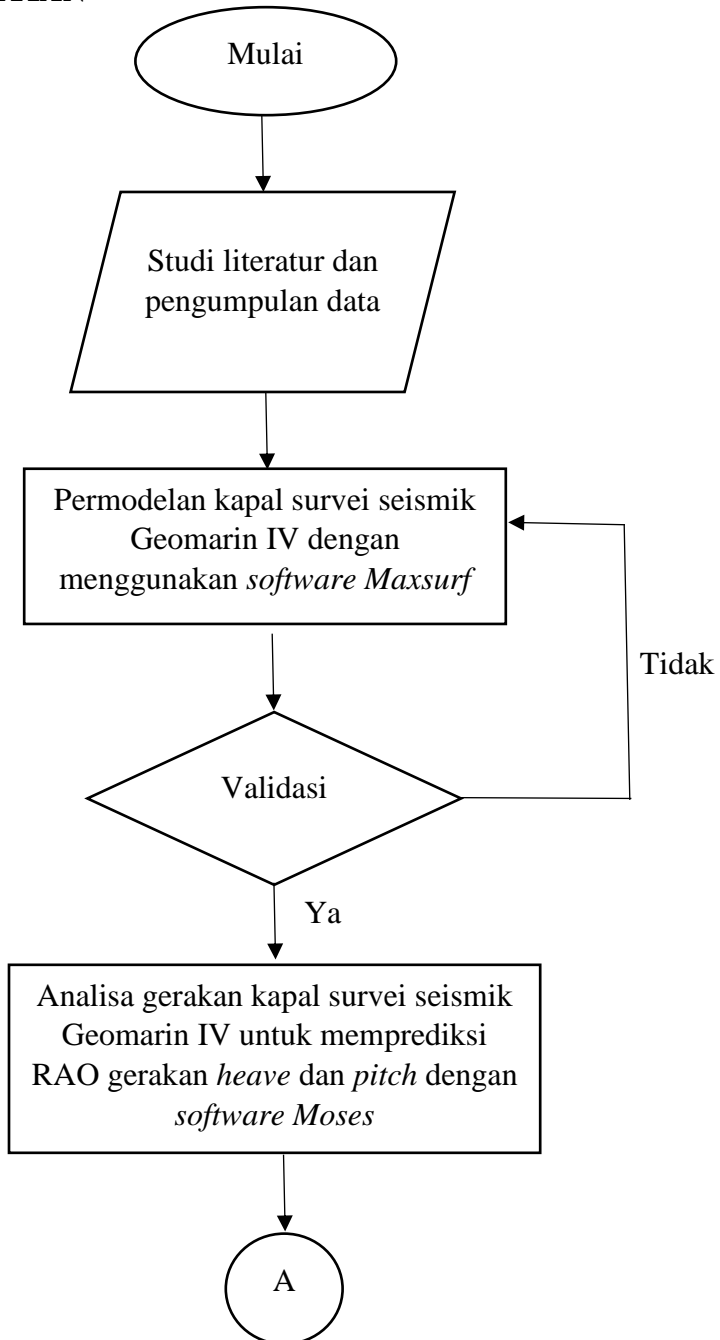 Mulai
Studi literatur dan
pengumpulan data
Permodelan kapal survei seismik
Geomarin IV dengan
menggunakan software Maxsurf
Tidak
Validasi
Ya
Analisa gerakan kapal survei seismik
Geomarin IV untuk memprediksi
RAO gerakan heave dan pitch dengan
software Moses
A